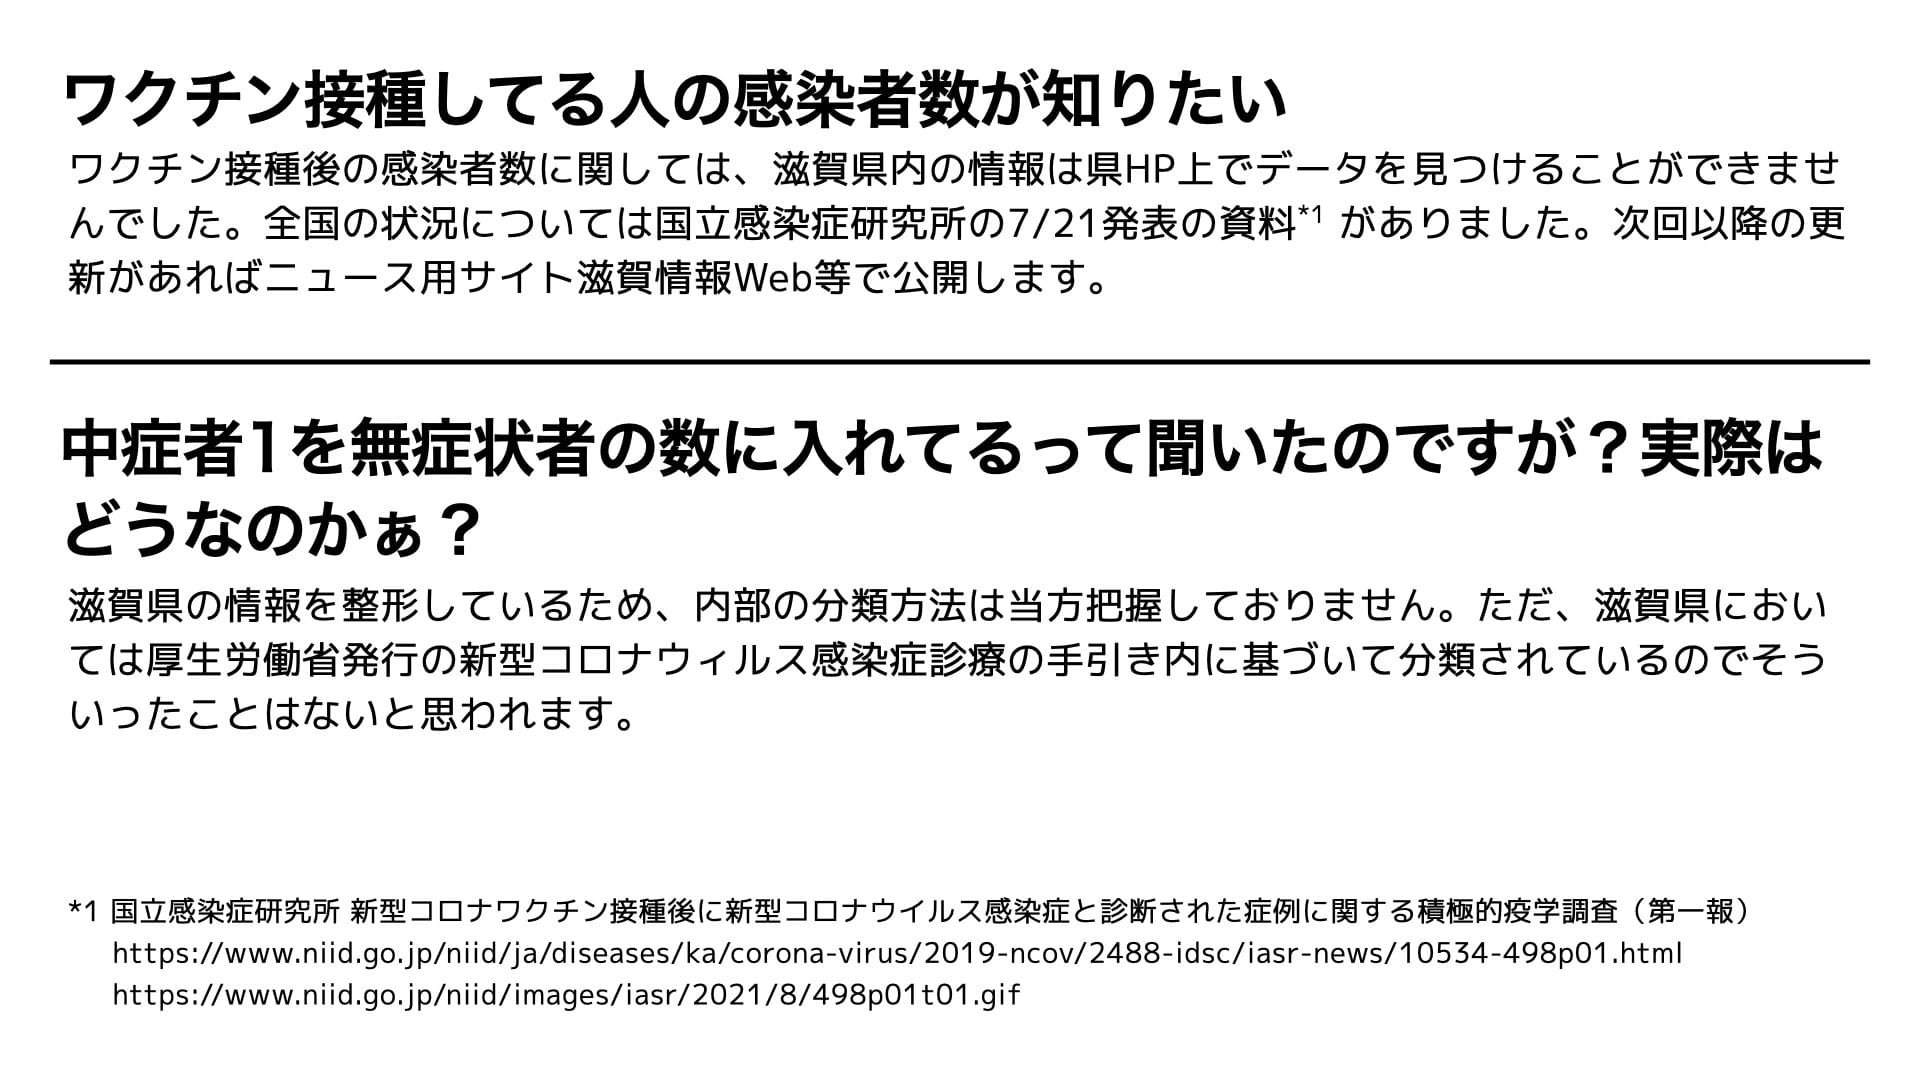 ワクチン接種してる人の感染者数が知りたい
ワクチン接種後の感染者数に関しては、滋賀県内の情報は県HP上でデータを見つけることができませ
んでした。全国の状況については国立感染症研究所の7/21発表の資料*1 がありました。次回以降の更
新があればニュース用サイト滋賀情報Web等で公開します。
中症者1を無症状者の数に入れてるって聞いたのですが？実際は
どうなのかぁ？
滋賀県の情報を整形しているため、内部の分類方法は当方把握しておりません。ただ、滋賀県におい
ては厚生労働省発行の新型コロナウィルス感染症診療の手引き内に基づいて分類されているのでそう
いったことはないと思われます。
*1 国立感染症研究所 新型コロナワクチン接種後に新型コロナウイルス感染症と診断された症例に関する積極的疫学調査（第一報）
https://www.niid.go.jp/niid/ja/diseases/ka/corona-virus/2019-ncov/2488-idsc/iasr-news/10534-498p01.html
https://www.niid.go.jp/niid/images/iasr/2021/8/498p01t01.gif